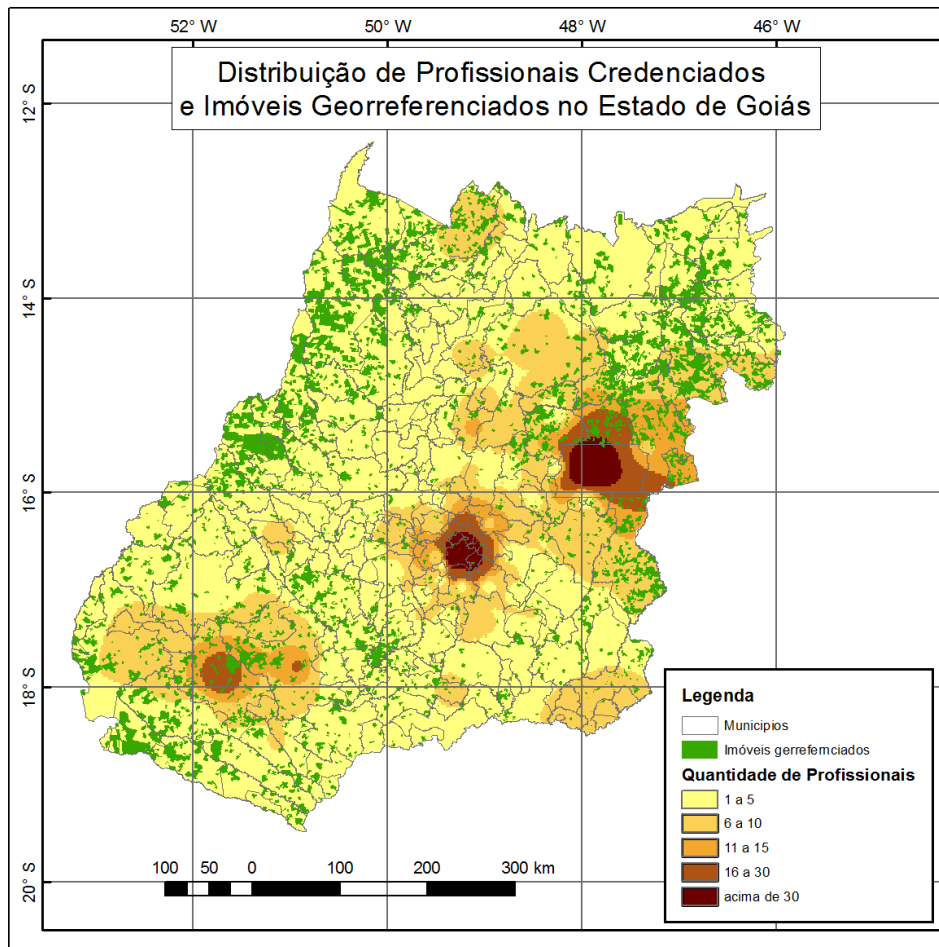 52° W 50° W 48° W 46° W
Distribuição de Profissionais Credenciados
e Imóveis Georreferenciados no Estado de Goiás
12° S
14° S
16° S
18° S
20° S
Legenda
Municipios
Imóveis gerrefernciados
Quantidade de Profissionais
1 a 5
6 a 10
11 a 15
16 a 30
acima de 30
100 50 0 100 200 300 km